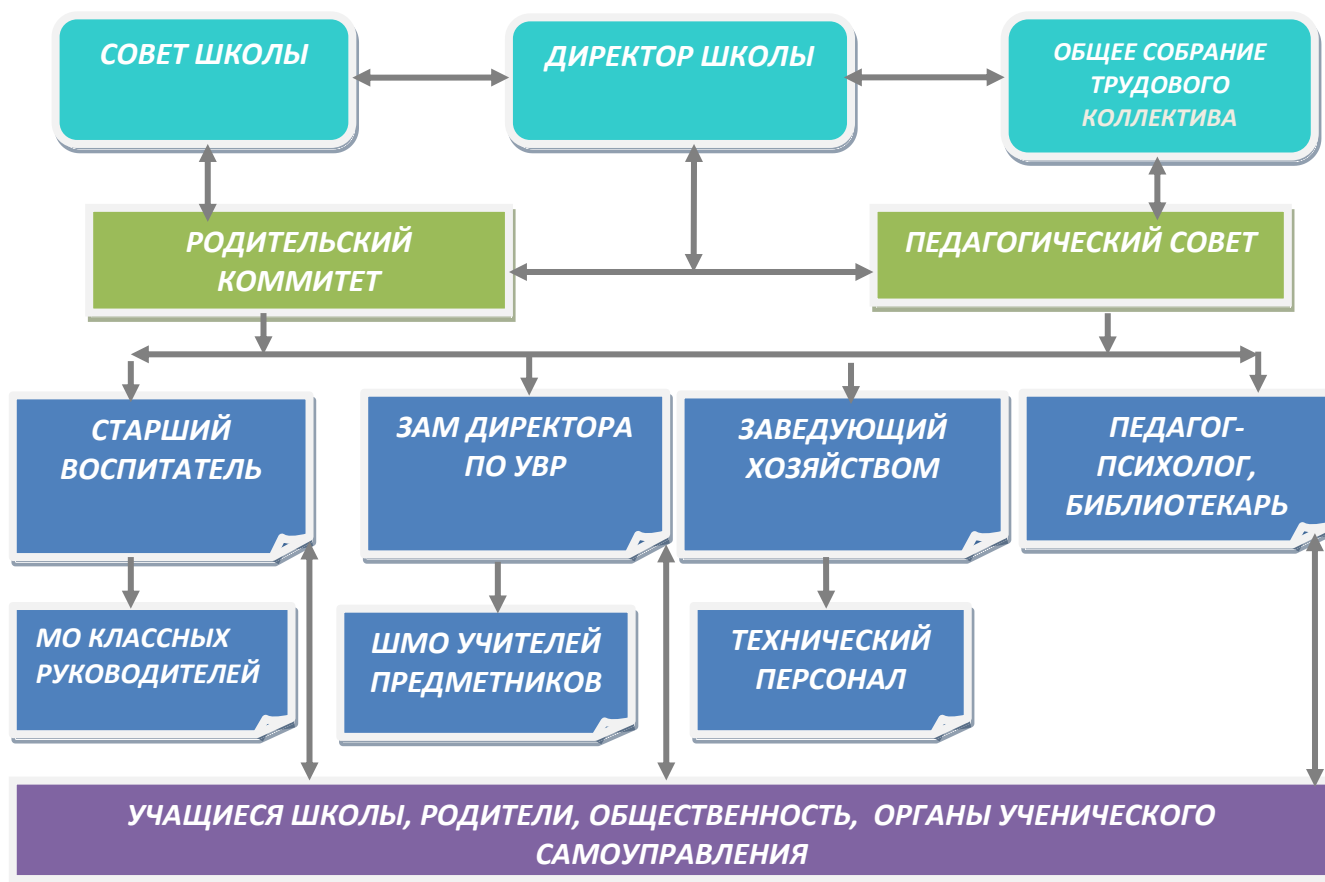 СОВЕТ ШКОЛЫ
ДИРЕКТОР ШКОЛЫ
ОБЩЕЕ СОБРАНИЕ
ТРУДОВОГО
КОЛЛЕКТИВА
РОДИТЕЛЬСКИЙ
КОММИТЕТ
ПЕДАГОГИЧЕСКИЙ СОВЕТ
СТАРШИЙ
ВОСПИТАТЕЛЬ
ЗАМ ДИРЕКТОРА
ПО УВР
ЗАВЕДУЮЩИЙ
ХОЗЯЙСТВОМ
ПЕДАГОГ-
ПСИХОЛОГ,
БИБЛИОТЕКАРЬ
МО КЛАССНЫХ
РУКОВОДИТЕЛЕЙ
ШМО УЧИТЕЛЕЙ
ПРЕДМЕТНИКОВ
ТЕХНИЧЕСКИЙ
ПЕРСОНАЛ
УЧАЩИЕСЯ ШКОЛЫ, РОДИТЕЛИ, ОБЩЕСТВЕННОСТЬ, ОРГАНЫ УЧЕНИЧЕСКОГО
САМОУПРАВЛЕНИЯ